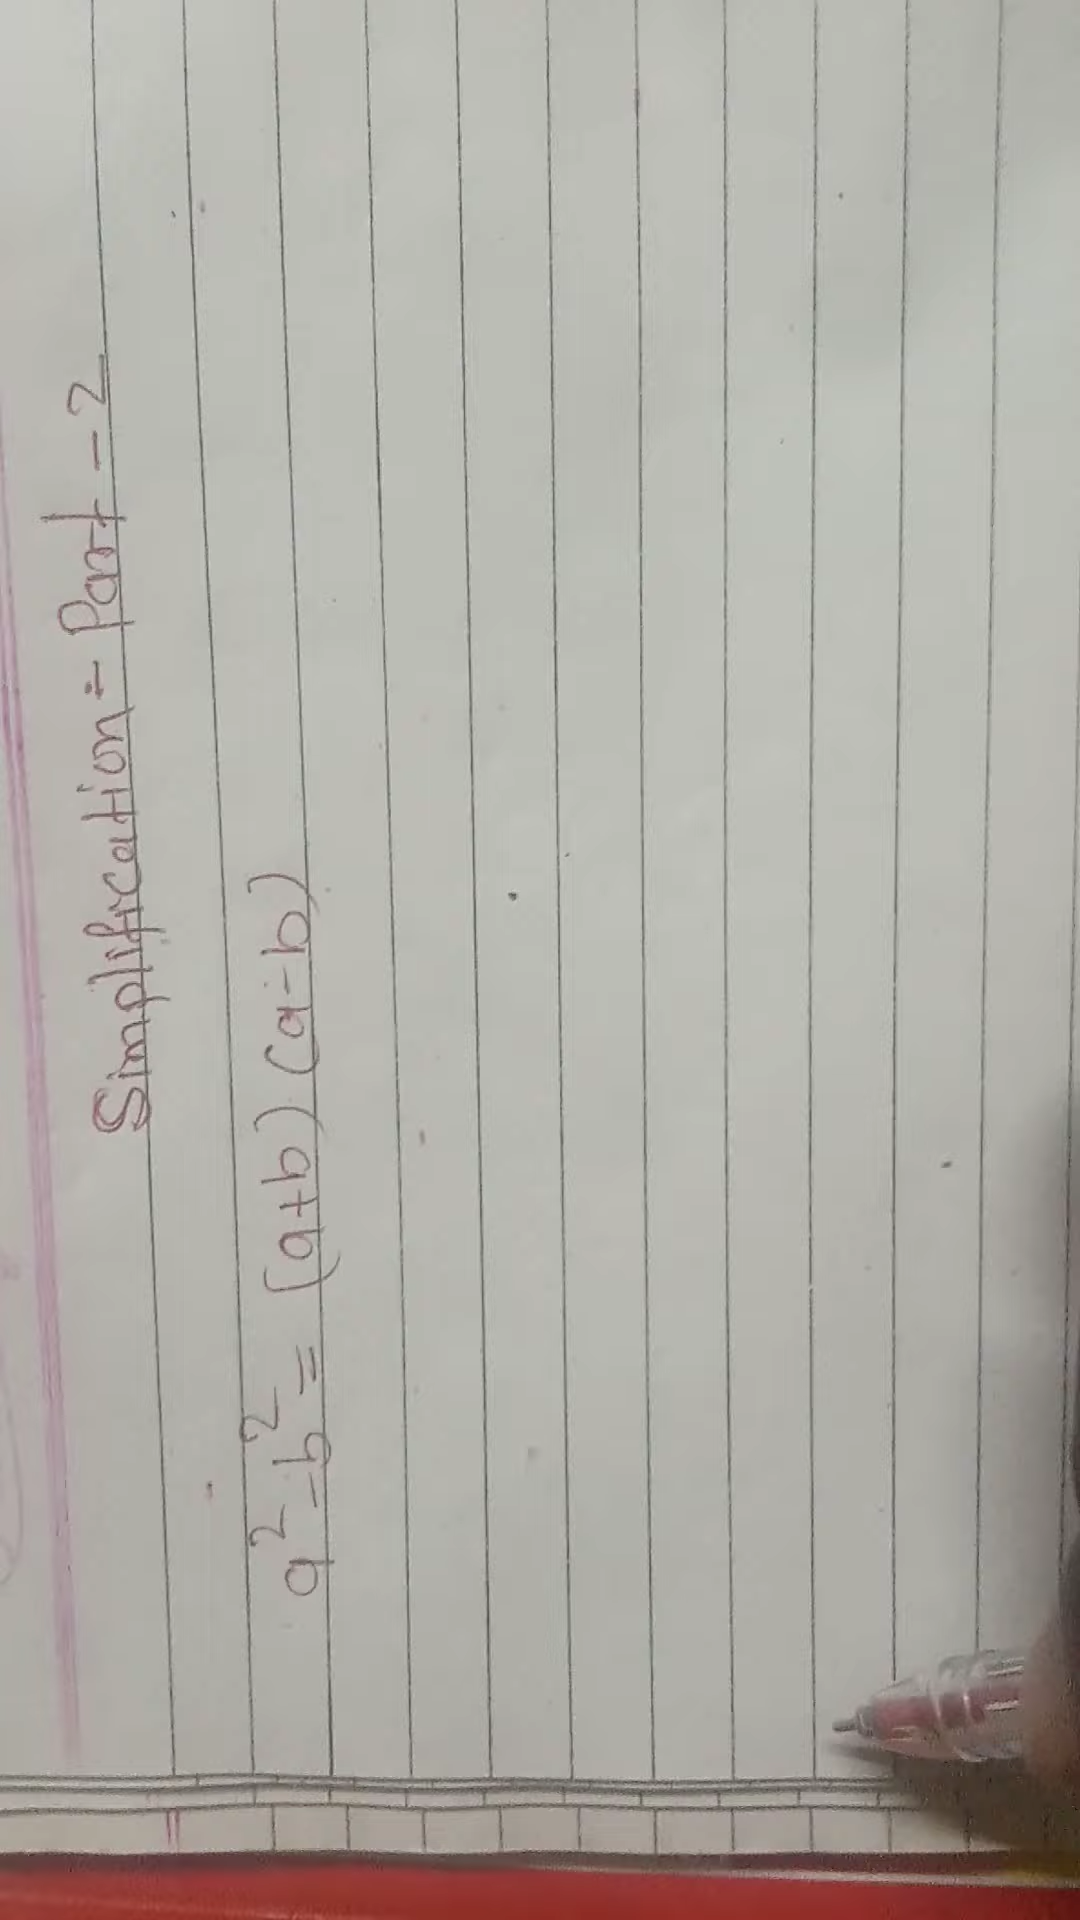 Simplification:- Part - 2
a² - b² = (a+b) (a-b)